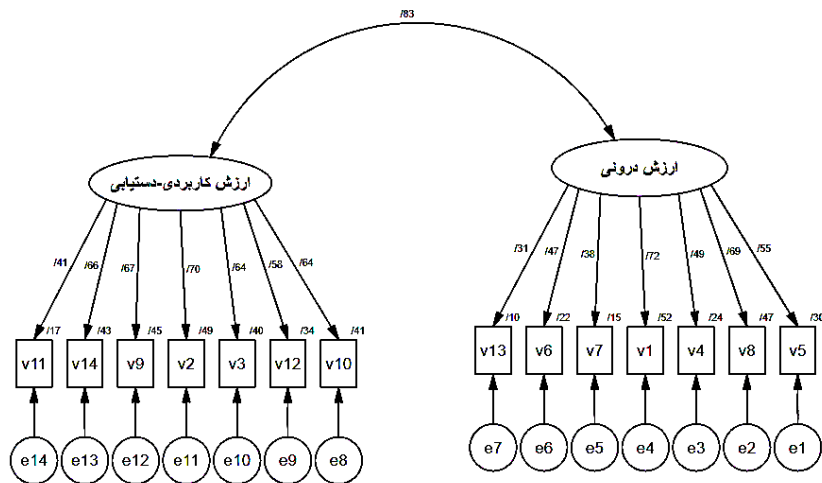 /83
ارزش کاربردی-دستیابی
ارزش درونی
/41 /66 /67 /70 /64 /58 /64
/31 /47 /38 /72 /49 /69 /55
/17 /43 /45 /49 /40 /34 /41
/10 /22 /15 /52 /24 /47 /30
v11 v14 v9 v2 v3 v12 v10
v13 v6 v7 v1 v4 v8 v5
e14 e13 e12 e11 e10 e9 e8
e7 e6 e5 e4 e3 e2 e1